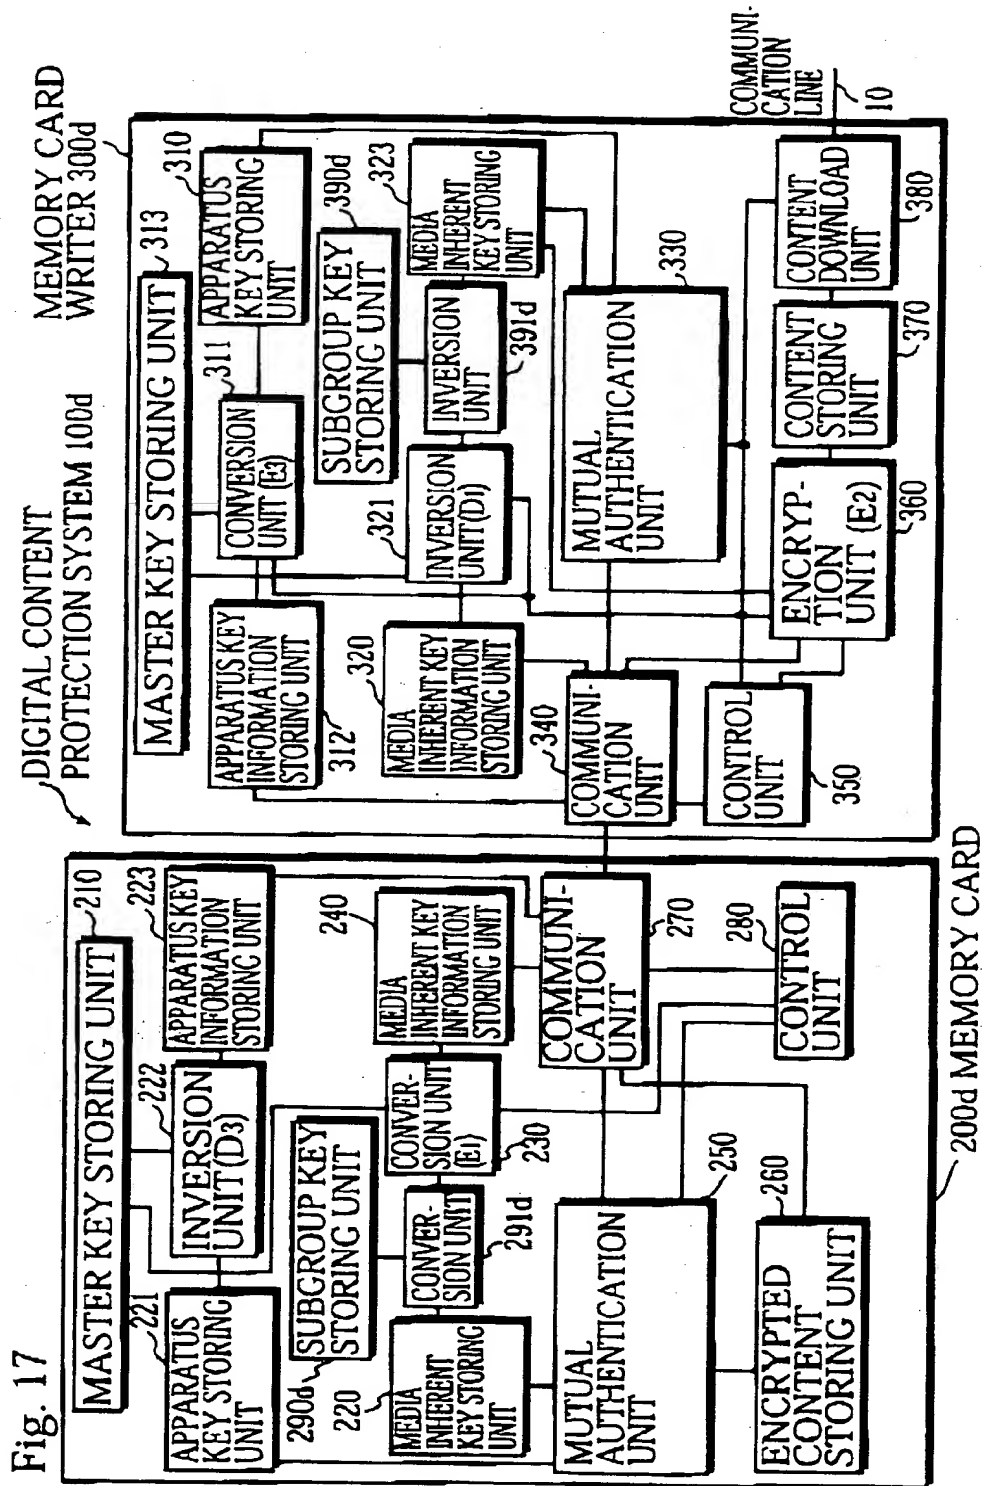 Fig. 17
DIGITAL CONTENT
PROTECTION SYSTEM 100d
MASTER KEY STORING UNIT
210
APPARATUS
KEY STORING
UNIT
221
INVERSION
UNIT (D3)
222
APPARATUS KEY
INFORMATION
STORING UNIT
223
290d
SUBGROUP KEY
STORING UNIT
220
MEDIA
INHERENT
KEY STORING
UNIT
CONVER-
SION UNIT
291d
CONVER-
SION UNIT
(E1)
230
MEDIA
INHERENT KEY
INFORMATION
STORING UNIT
240
MUTUAL
AUTHENTICATION
UNIT
250
COMMUNI-
CATION
UNIT
270
ENCRYPTED
CONTENT
STORING UNIT
260
CONTROL
UNIT
280
200d MEMORY CARD
MEMORY CARD
WRITER 300d
MASTER KEY STORING UNIT
313
APPARATUS KEY
INFORMATION
STORING UNIT
312
CONVERSION
UNIT (E3)
311
APPARATUS
KEY STORING
UNIT
310
SUBGROUP KEY
STORING UNIT
390d
MEDIA
INHERENT KEY
INFORMATION
STORING UNIT
320
INVERSION
UNIT (D1)
321
INVERSION
UNIT
391d
MEDIA
INHERENT
KEY STORING
UNIT
323
COMMUNI-
CATION
UNIT
340
MUTUAL
AUTHENTICATION
UNIT
330
CONTROL
UNIT
350
ENCRYP-
TION
UNIT (E2)
360
CONTENT
STORING
UNIT
370
CONTENT
DOWNLOAD
UNIT
380
COMMUNI-
CATION
LINE
10